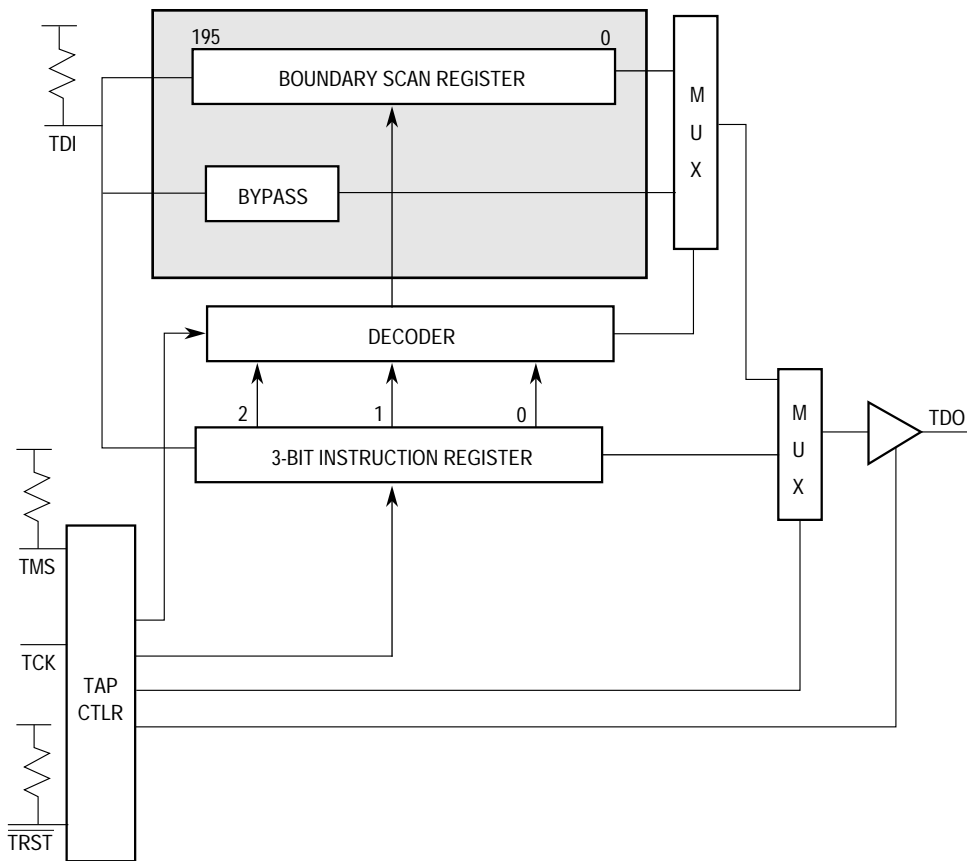 195 0
BOUNDARY SCAN REGISTER
M
U
X
TDI
BYPASS
DECODER
2 1 0
3-BIT INSTRUCTION REGISTER
M
U
X
TDO
TMS
TCK
TAP
CTLR
TRST